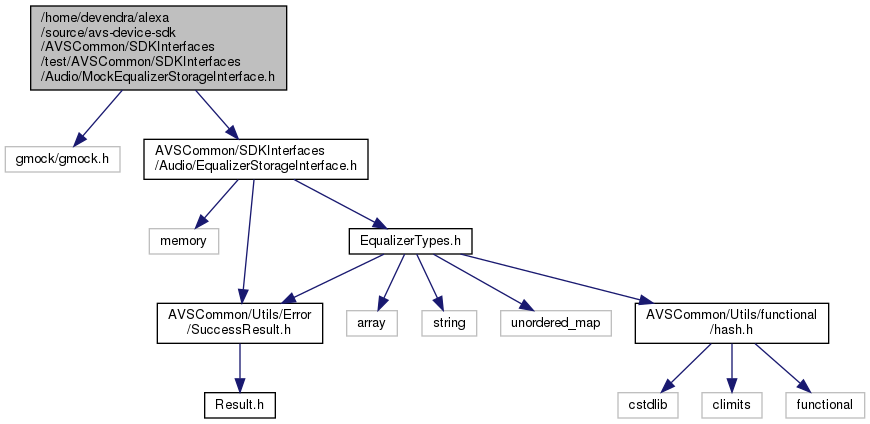 /home/devendra/alexa
/source/avs-device-sdk
/AVSCommon/SDKInterfaces
/test/AVSCommon/SDKInterfaces
/Audio/MockEqualizerStorageInterface.h
gmock/gmock.h
AVSCommon/SDKInterfaces
/Audio/EqualizerStorageInterface.h
memory
EqualizerTypes.h
AVSCommon/Utils/Error
/SuccessResult.h
array
string
unordered_map
AVSCommon/Utils/functional
/hash.h
Result.h
cstdlib
climits
functional